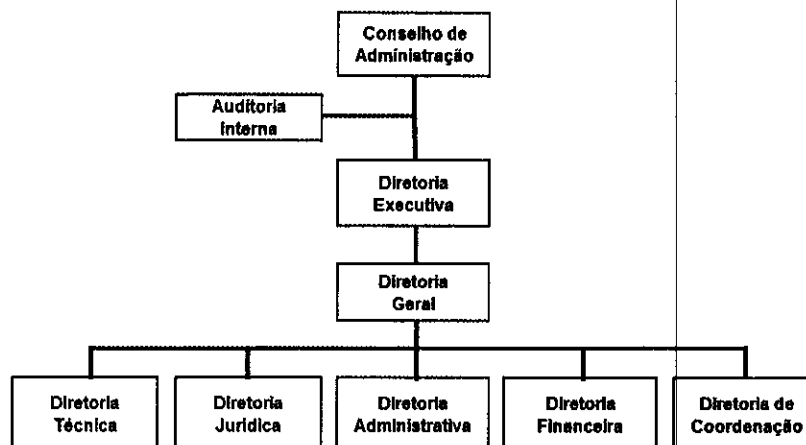 Conselho de
Administração
Auditoria
Interna
Diretoria
Executiva
Diretoria
Geral
Diretoria
Técnica
Diretoria
Jurídica
Diretoria
Administrativa
Diretoria
Financeira
Diretoria de
Coordenação